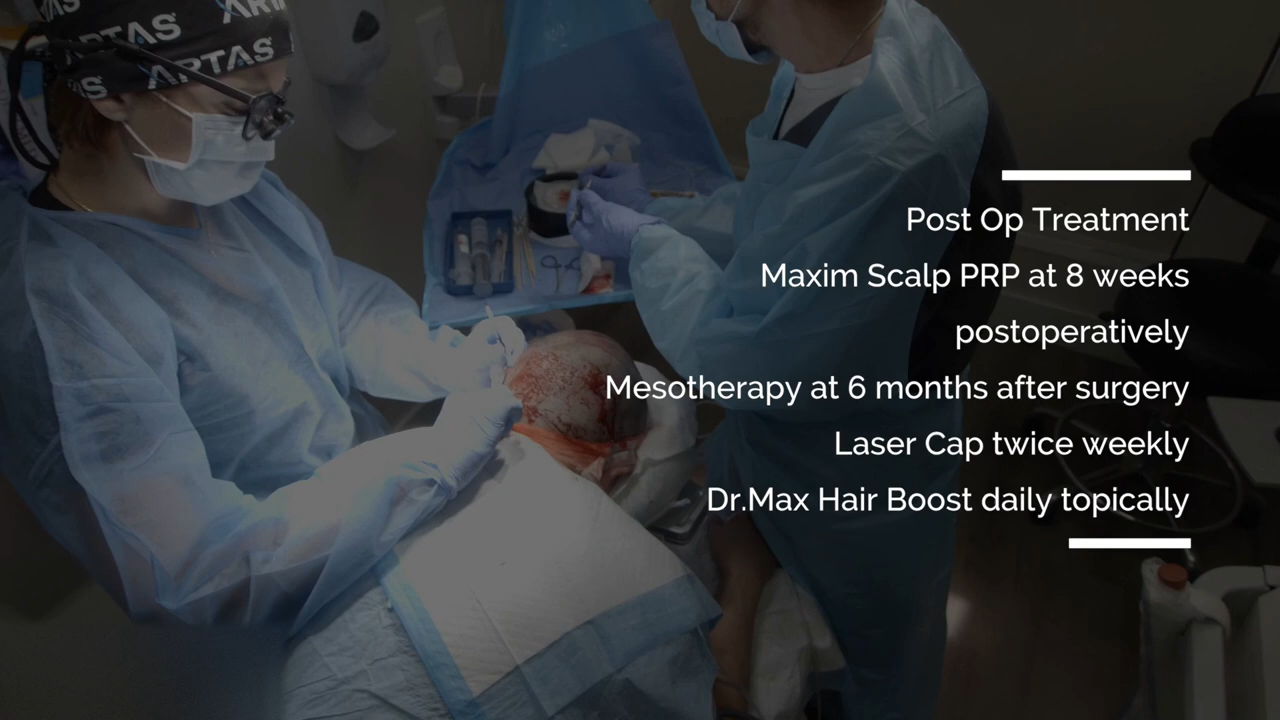 ARTAS
ARTAS
ARTAS
Post Op Treatment
Maxim Scalp PRP at 8 weeks
postoperatively
Mesotherapy at 6 months after surgery
Laser Cap twice weekly
Dr.Max Hair Boost daily topically